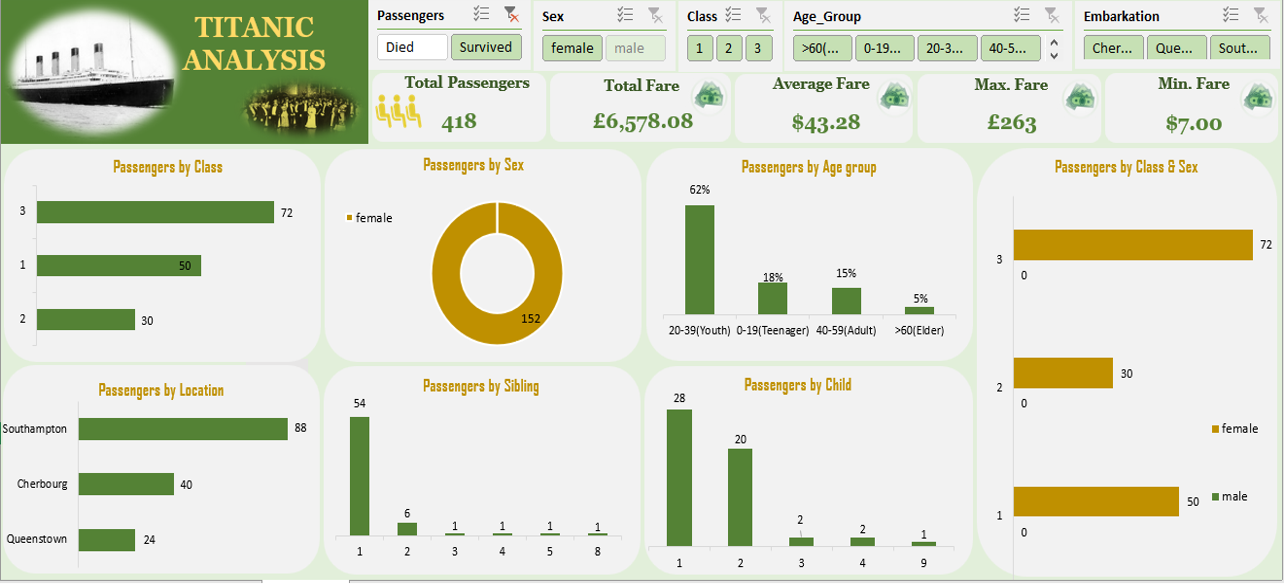 TITANIC
ANALYSIS
Passengers
Died
Survived
Sex
female
male
Class
1
2
3
Age_Group
>60(...
0-19...
20-3...
40-5...
Embarkation
Cher...
Que...
Sout...
Total Passengers
418
Total Fare
£6,578.08
Average Fare
$43.28
Max. Fare
£263
Min. Fare
$7.00
Passengers by Class
3
72
1
50
2
30
Passengers by Sex
female
152
Passengers by Age group
62%
18%
15%
5%
20-39(Youth)
0-19(Teenager)
40-59(Adult)
>60(Elder)
Passengers by Class & Sex
3
72
0
2
30
0
1
50
0
female
male
Passengers by Location
Southampton
88
Cherbourg
40
Queenstown
24
Passengers by Sibling
54
6
1
1
1
1
1
2
3
4
5
8
Passengers by Child
28
20
2
2
1
1
2
3
4
9